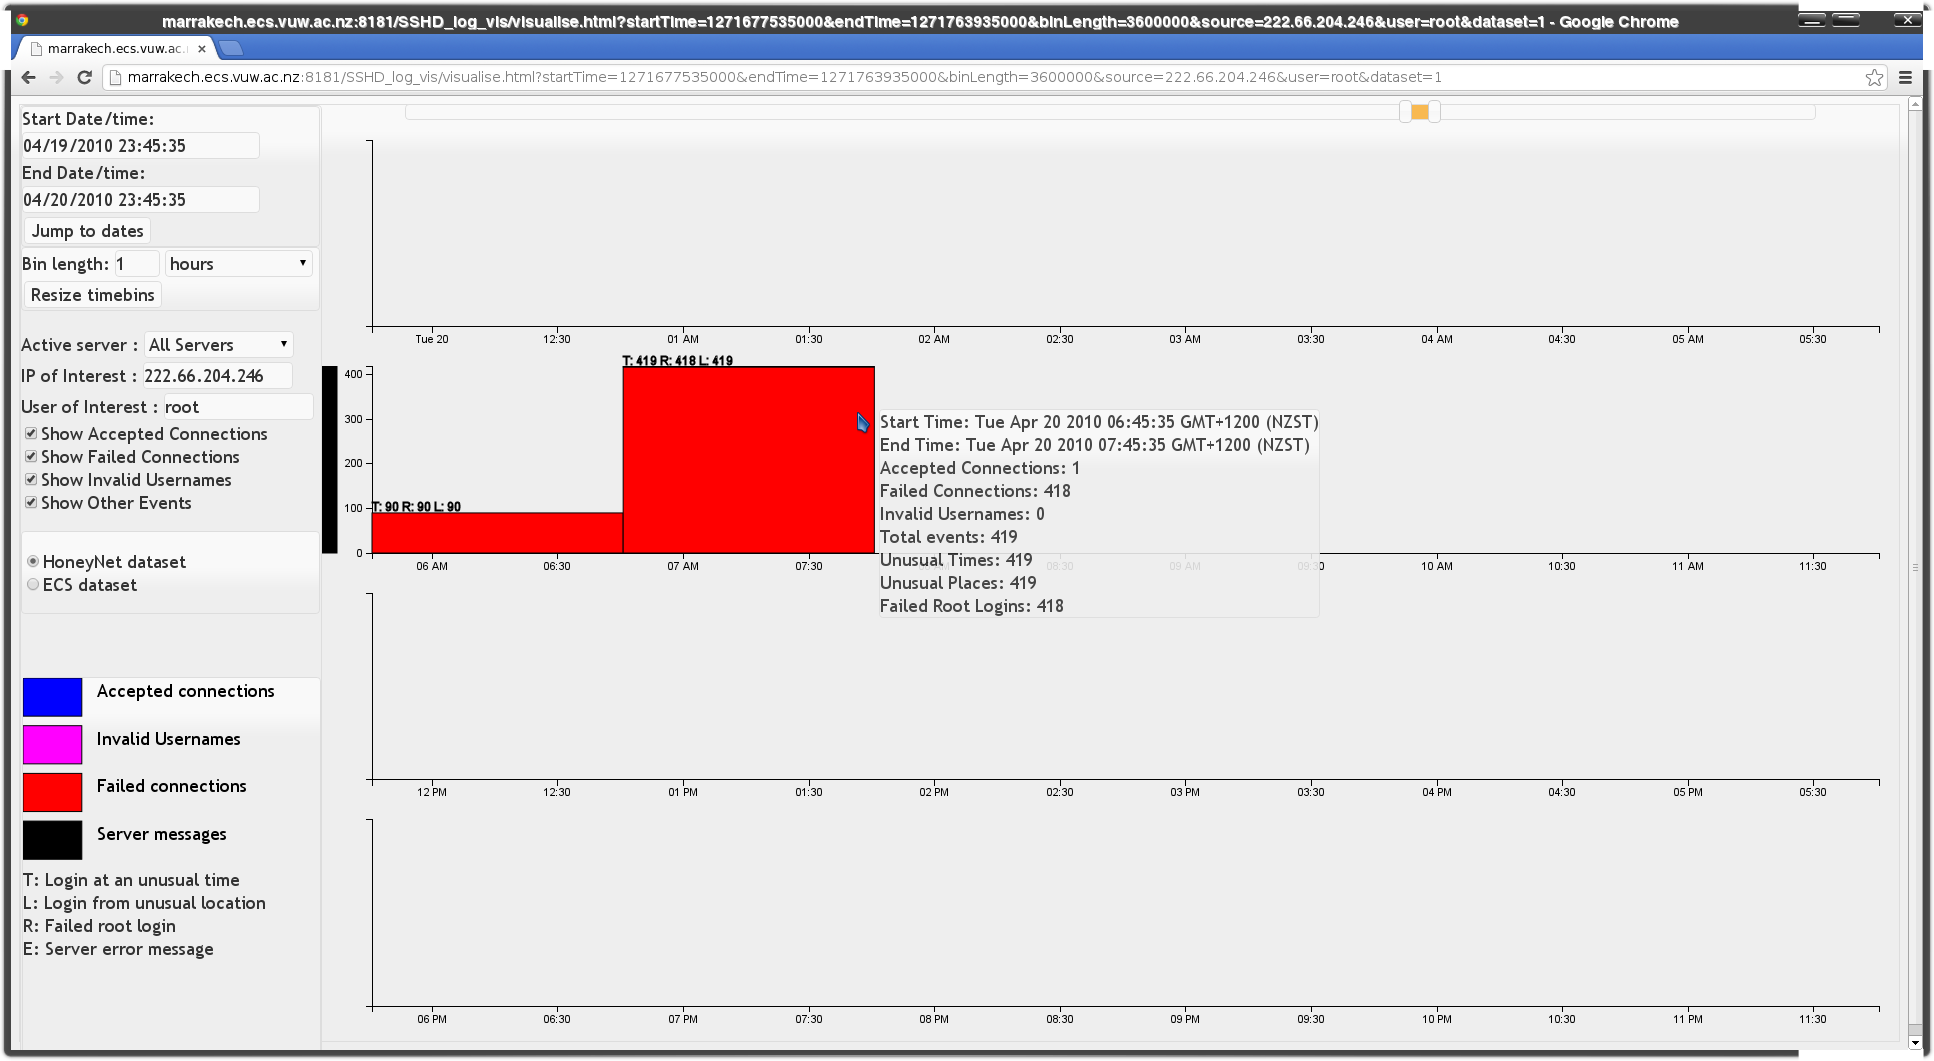 marrakech.ecs.vuw.ac.nz:8181/SSHD_log_vis/visualise.html?startTime=1271677535000&endTime=1271763935000&binLength=3600000&source=222.66.204.246&user=root&dataset=1 - Google Chrome
marrakech.ecs.vuw.ac.
marrakech.ecs.vuw.ac.nz:8181/SSHD_log_vis/visualise.html?startTime=1271677535000&endTime=1271763935000&binLength=3600000&source=222.66.204.246&user=root&dataset=1
Start Date/time:
04/19/2010 23:45:35
End Date/time:
04/20/2010 23:45:35
Jump to dates
Bin length: 1 hours
Resize timebins
Active server : All Servers
IP of Interest : 222.66.204.246
User of Interest : root
Show Accepted Connections
Show Failed Connections
Show Invalid Usernames
Show Other Events
HoneyNet dataset
ECS dataset
Accepted connections
Invalid Usernames
Failed connections
Server messages
T: Login at an unusual time
L: Login from unusual location
R: Failed root login
E: Server error message
Tue 20 12:30 01 AM 01:30 02 AM 02:30 03 AM 03:30 04 AM 04:30 05 AM 05:30
T: 419 R: 418 L: 419
400
300
200
100
0
T: 90 R: 90 L: 90
Start Time: Tue Apr 20 2010 06:45:35 GMT+1200 (NZST)
End Time: Tue Apr 20 2010 07:45:35 GMT+1200 (NZST)
Accepted Connections: 1
Failed Connections: 418
Invalid Usernames: 0
Total events: 419
Unusual Times: 419
Unusual Places: 419
Failed Root Logins: 418
06 AM 06:30 07 AM 07:30 08:30 09 AM 09:30 10 AM 10:30 11 AM 11:30
12 PM 12:30 01 PM 01:30 02 PM 02:30 03 PM 03:30 04 PM 04:30 05 PM 05:30
06 PM 06:30 07 PM 07:30 08 PM 08:30 09 PM 09:30 10 PM 10:30 11 PM 11:30